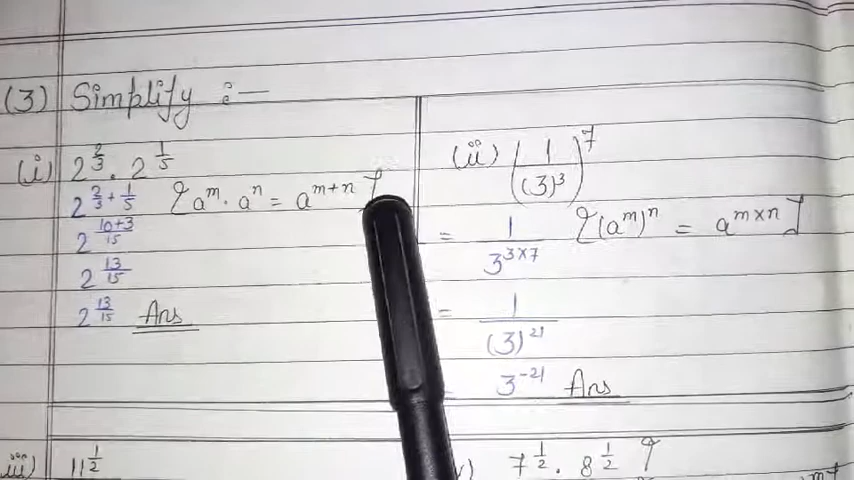 (3) Simplify :-
(i) 2^{2/3} . 2^{1/5}
2^{2/3 + 1/5} [a^m . a^n = a^{m+n}]
2^{(10+3)/15}
2^{13/15}
2^{13/15} Ans
(ii) (1/(3)^3)^7
= 1/3^{3×7} [(a^m)^n = a^{m×n}]
= 1/(3)^{21}
3^{-21} Ans
iii) 11^{1/2}
v) 7^{1/2} . 8^{1/2}